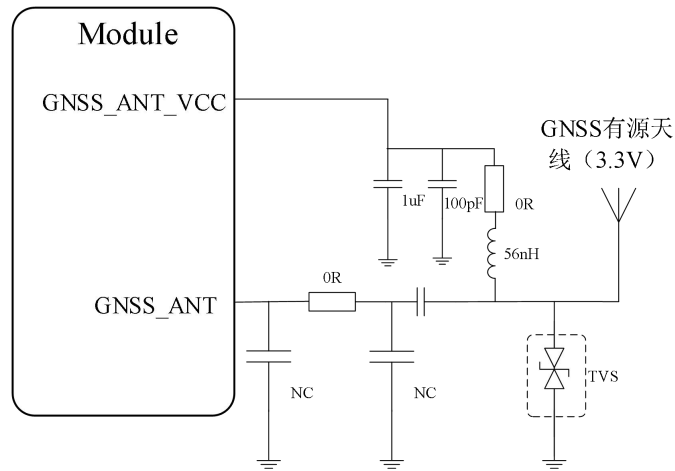 Module
GNSS_ANT_VCC
GNSS有源天
线（3.3V）
1uF
100pF
0R
56nH
0R
GNSS_ANT
NC
NC
TVS